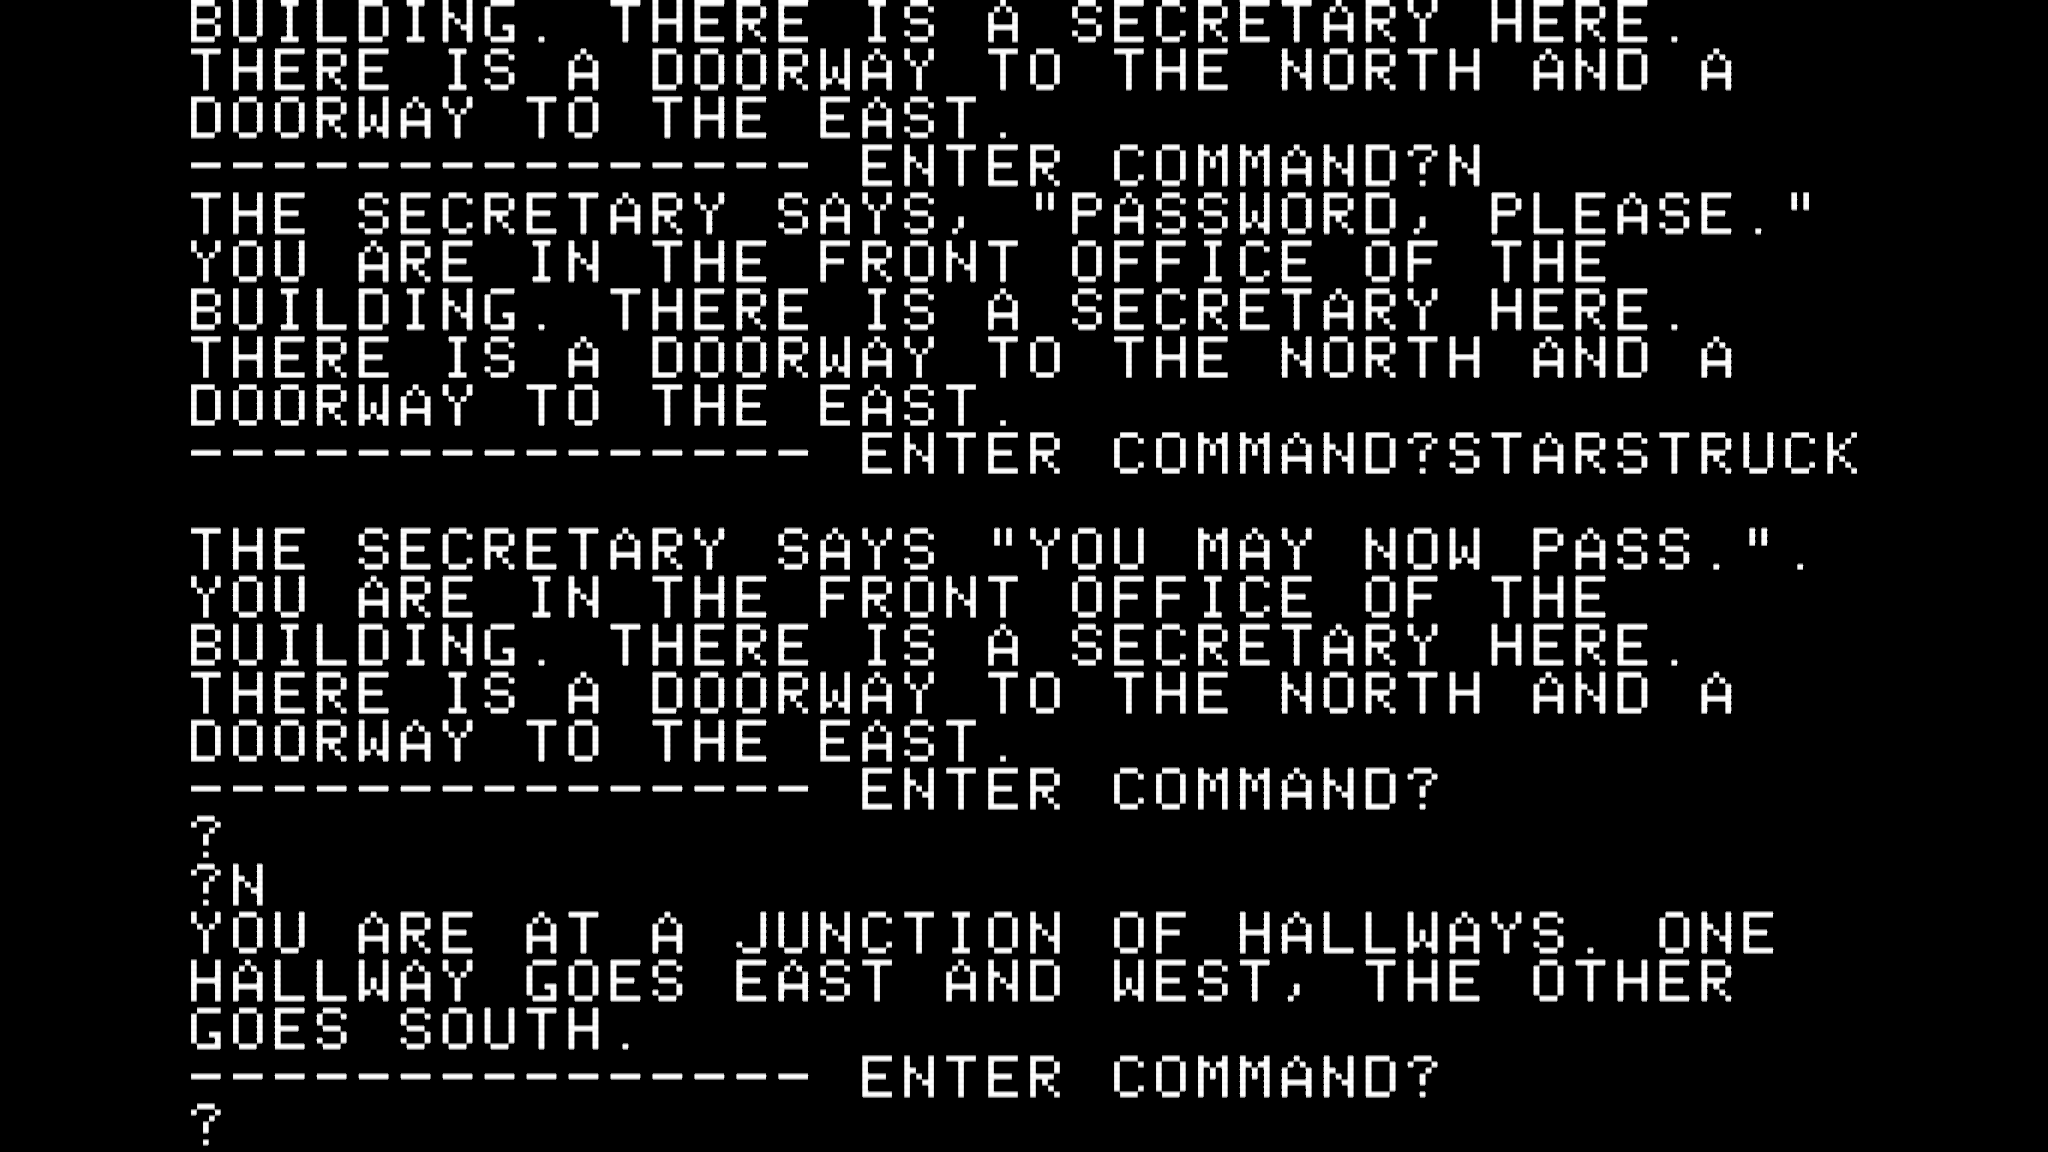 BUILDING. THERE IS A SECRETARY HERE.
THERE IS A DOORWAY TO THE NORTH AND A
DOORWAY TO THE EAST.
--------------- ENTER COMMAND?N
THE SECRETARY SAYS, "PASSWORD, PLEASE."
YOU ARE IN THE FRONT OFFICE OF THE
BUILDING. THERE IS A SECRETARY HERE.
THERE IS A DOORWAY TO THE NORTH AND A
DOORWAY TO THE EAST.
--------------- ENTER COMMAND?STARSTRUCK
THE SECRETARY SAYS "YOU MAY NOW PASS.".
YOU ARE IN THE FRONT OFFICE OF THE
BUILDING. THERE IS A SECRETARY HERE.
THERE IS A DOORWAY TO THE NORTH AND A
DOORWAY TO THE EAST.
--------------- ENTER COMMAND?
?
?N
YOU ARE AT A JUNCTION OF HALLWAYS. ONE
HALLWAY GOES EAST AND WEST, THE OTHER
GOES SOUTH.
--------------- ENTER COMMAND?
?